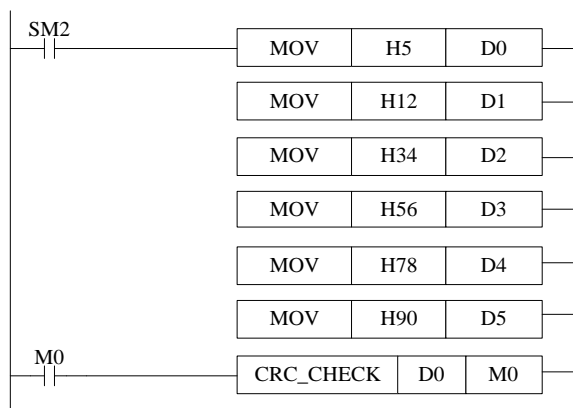 SM2
MOV H5 D0
MOV H12 D1
MOV H34 D2
MOV H56 D3
MOV H78 D4
MOV H90 D5
M0
CRC_CHECK D0 M0